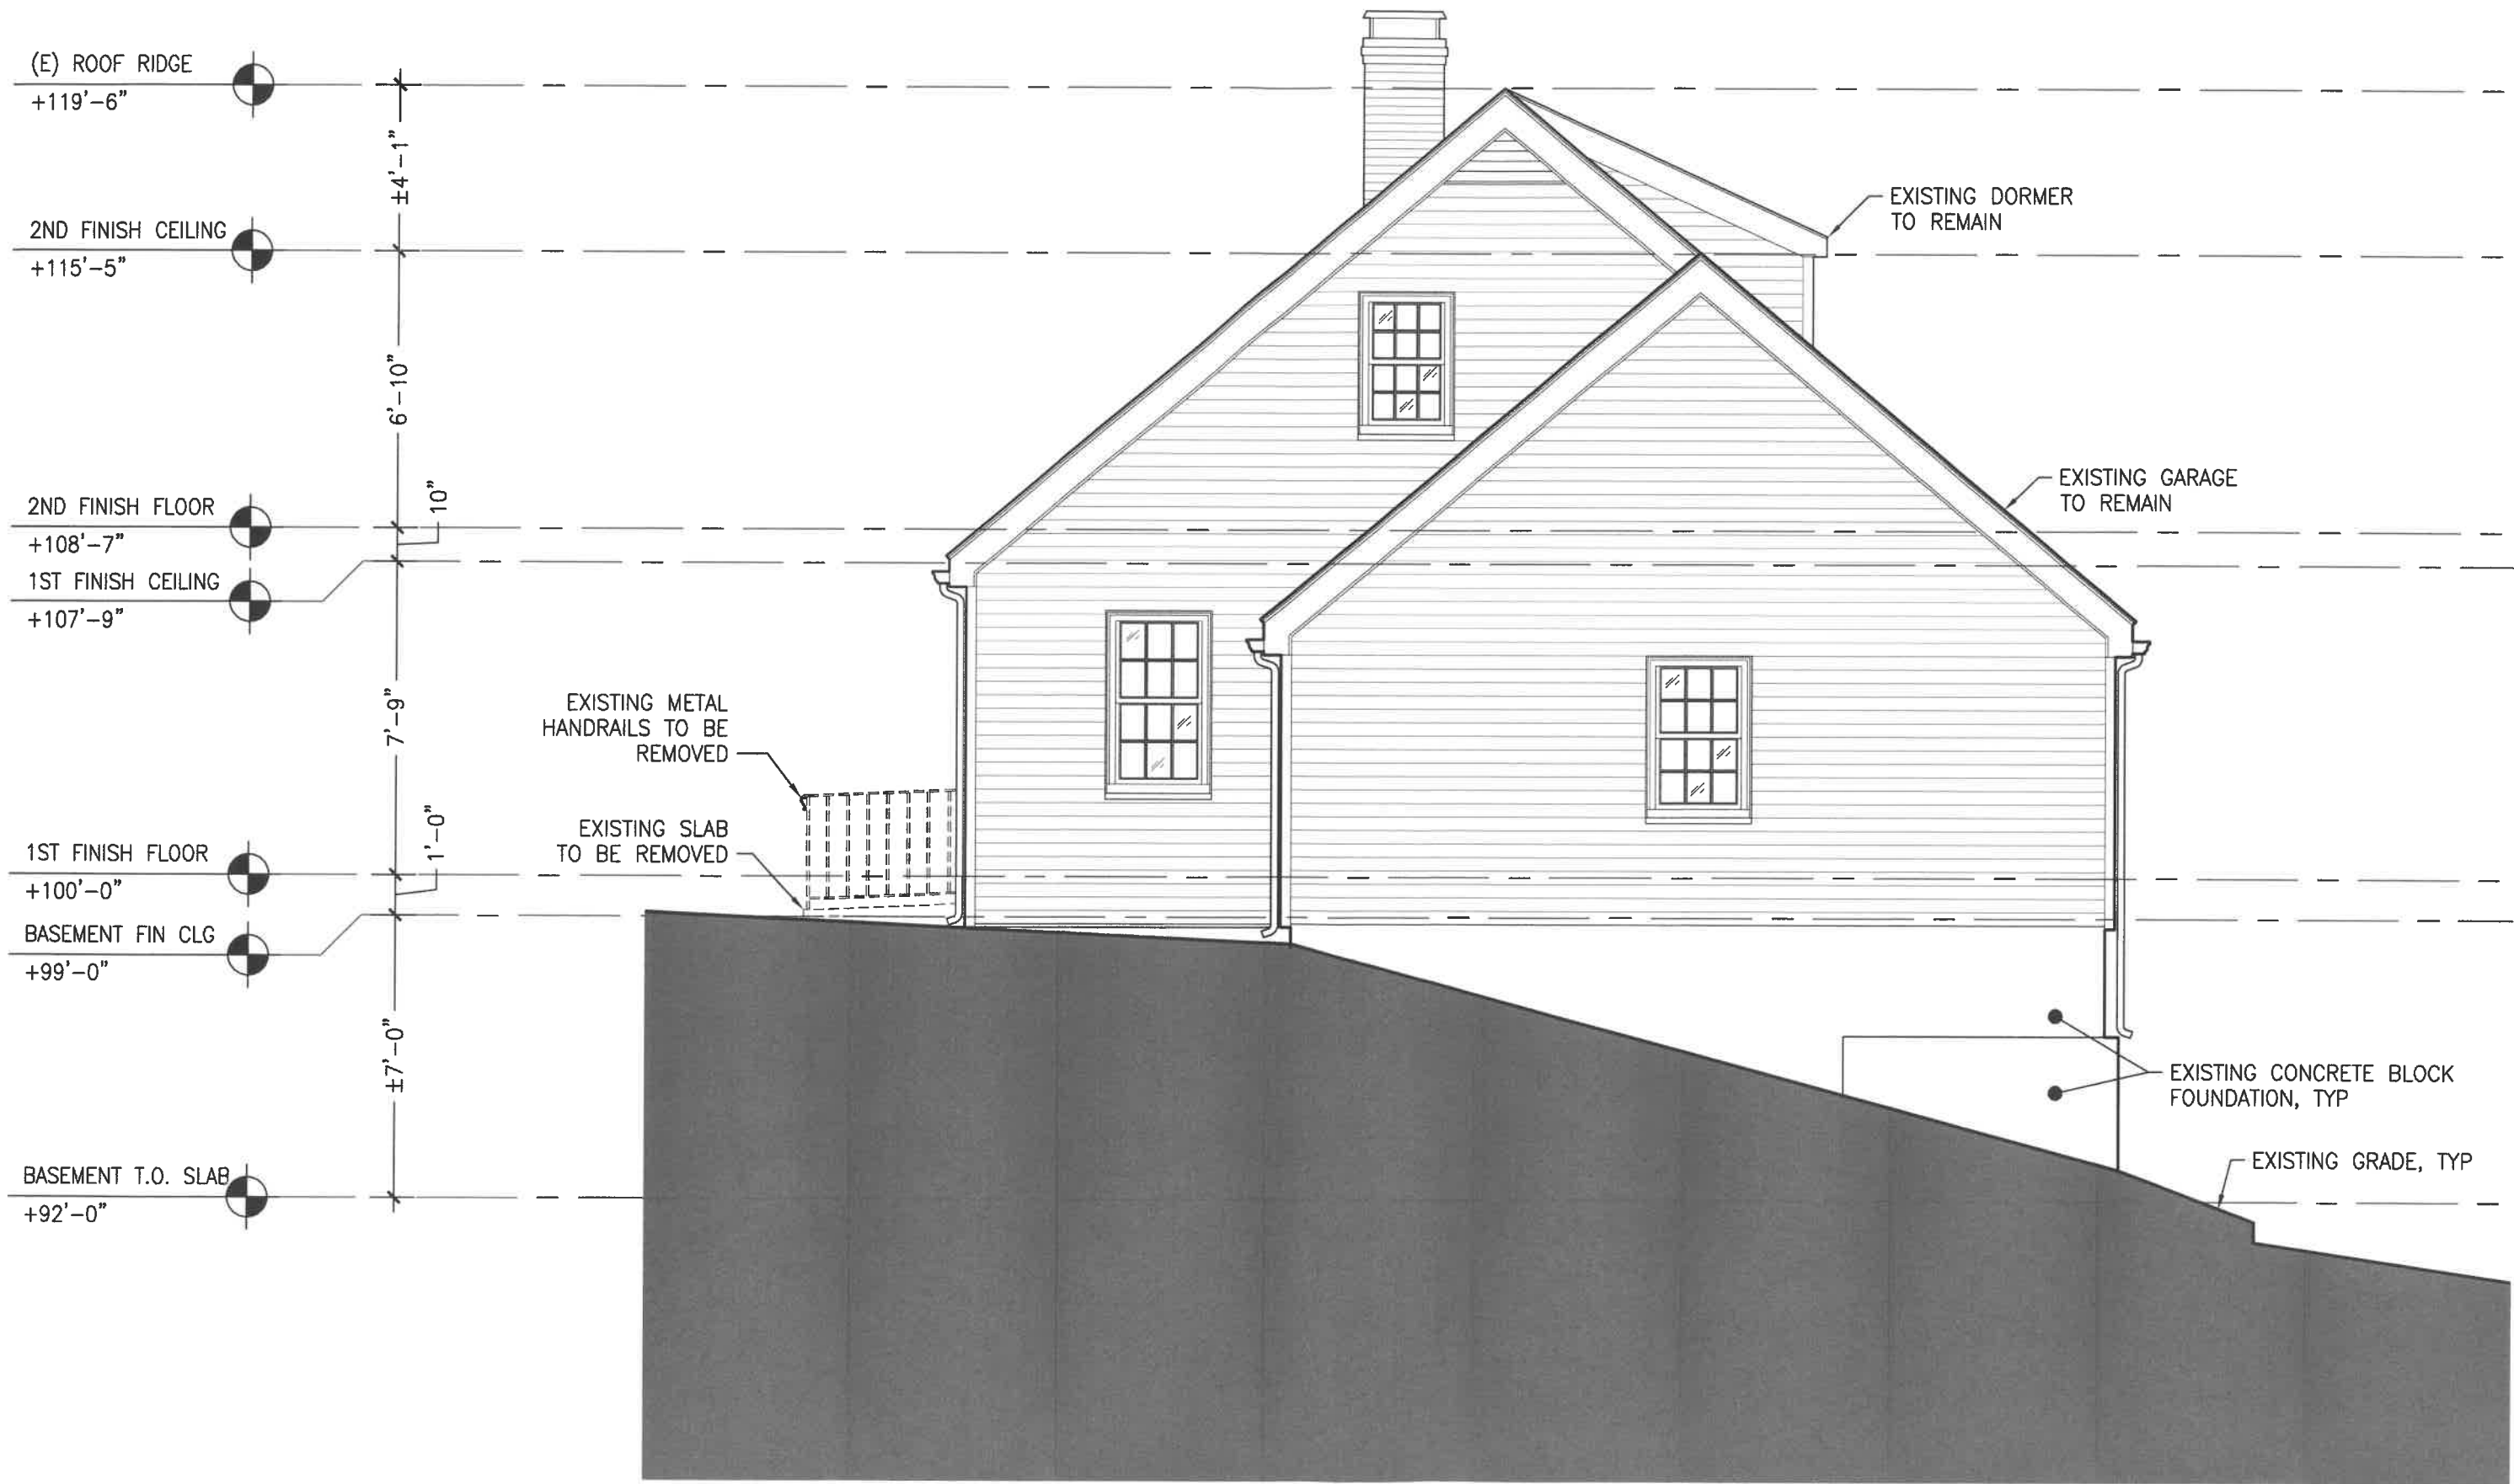 (E) ROOF RIDGE
+119'-6"
±4'-1"
2ND FINISH CEILING
+115'-5"
6'-10"
2ND FINISH FLOOR
+108'-7"
10"
1ST FINISH CEILING
+107'-9"
7'-9"
1ST FINISH FLOOR
+100'-0"
1'-0"
BASEMENT FIN CLG
+99'-0"
±7'-0"
BASEMENT T.O. SLAB
+92'-0"
EXISTING METAL
HANDRAILS TO BE
REMOVED
EXISTING SLAB
TO BE REMOVED
EXISTING DORMER
TO REMAIN
EXISTING GARAGE
TO REMAIN
EXISTING CONCRETE BLOCK
FOUNDATION, TYP
EXISTING GRADE, TYP